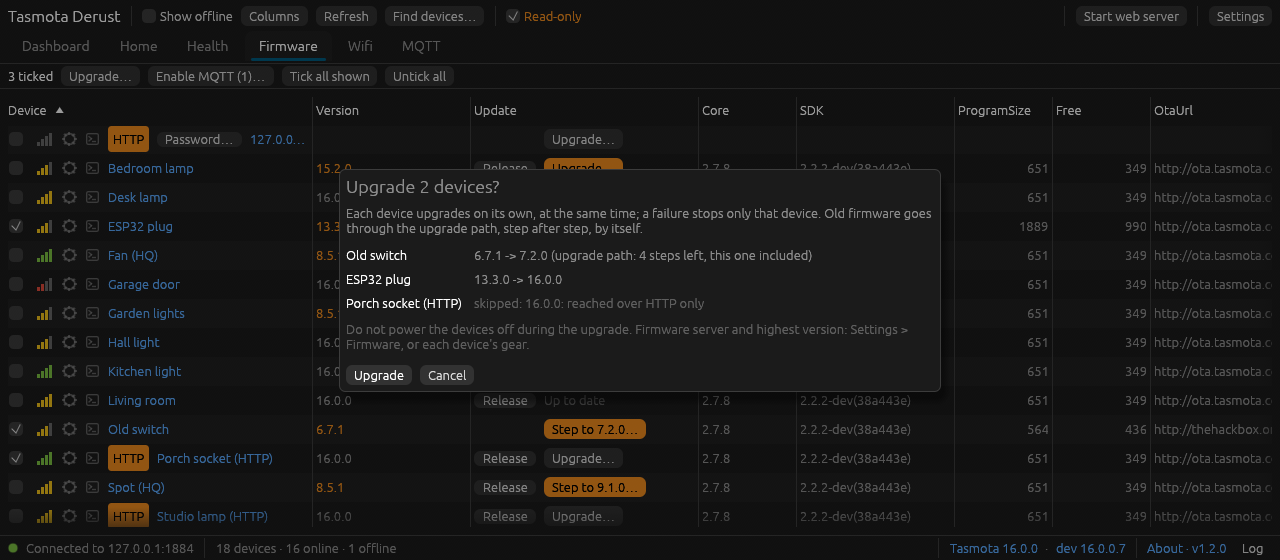 Tasmota Derust Show offline Columns Refresh Find devices... Read-only Start web server Settings
Dashboard Home Health Firmware Wifi MQTT
3 ticked Upgrade... Enable MQTT (1)... Tick all shown Untick all
Device Version Update Core SDK ProgramSize Free OtaUrl
HTTP Password... 127.0.0... Upgrade...
Bedroom lamp 15.2.0 Release Upgrade... 2.7.8 2.2.2-dev(38a443e) 651 349 http://ota.tasmota.c
Upgrade 2 devices?
Each device upgrades on its own, at the same time; a failure stops only that device. Old firmware goes
through the upgrade path, step after step, by itself.
Old switch 6.7.1 -> 7.2.0 (upgrade path: 4 steps left, this one included)
ESP32 plug 13.3.0 -> 16.0.0
Porch socket (HTTP) skipped: 16.0.0: reached over HTTP only
Do not power the devices off during the upgrade. Firmware server and highest version: Settings >
Firmware, or each device's gear.
Upgrade Cancel
Desk lamp 16.0 651 349 http://ota.tasmota.c
ESP32 plug 13.3 1889 990 http://ota.tasmota.c
Fan (HQ) 8.5.1 651 349 http://ota.tasmota.c
Garage door 16.0 651 349 http://ota.tasmota.c
Garden lights 8.5.1 651 349 http://ota.tasmota.c
Hall light 16.0 651 349 http://ota.tasmota.c
Kitchen light 16.0 651 349 http://ota.tasmota.c
Living room 16.0.0 Release Up to date 2.7.8 2.2.2-dev(38a443e) 651 349 http://ota.tasmota.c
Old switch 6.7.1 Step to 7.2.0... 2.7.8 2.2.2-dev(38a443e) 564 436 http://thehackbox.o
HTTP Porch socket (HTTP) 16.0.0 Release Upgrade... 2.7.8 2.2.2-dev(38a443e) 651 349 http://ota.tasmota.c
Spot (HQ) 8.5.1 Release Step to 9.1.0... 2.7.8 2.2.2-dev(38a443e) 651 349 http://ota.tasmota.c
HTTP Studio lamp (HTTP) 16.0.0 Release Upgrade... 2.7.8 2.2.2-dev(38a443e) 651 349 http://ota.tasmota.c
Connected to 127.0.0.1:1884 18 devices · 16 online · 1 offline Tasmota 16.0.0 · dev 16.0.0.7 About · v1.2.0 Log